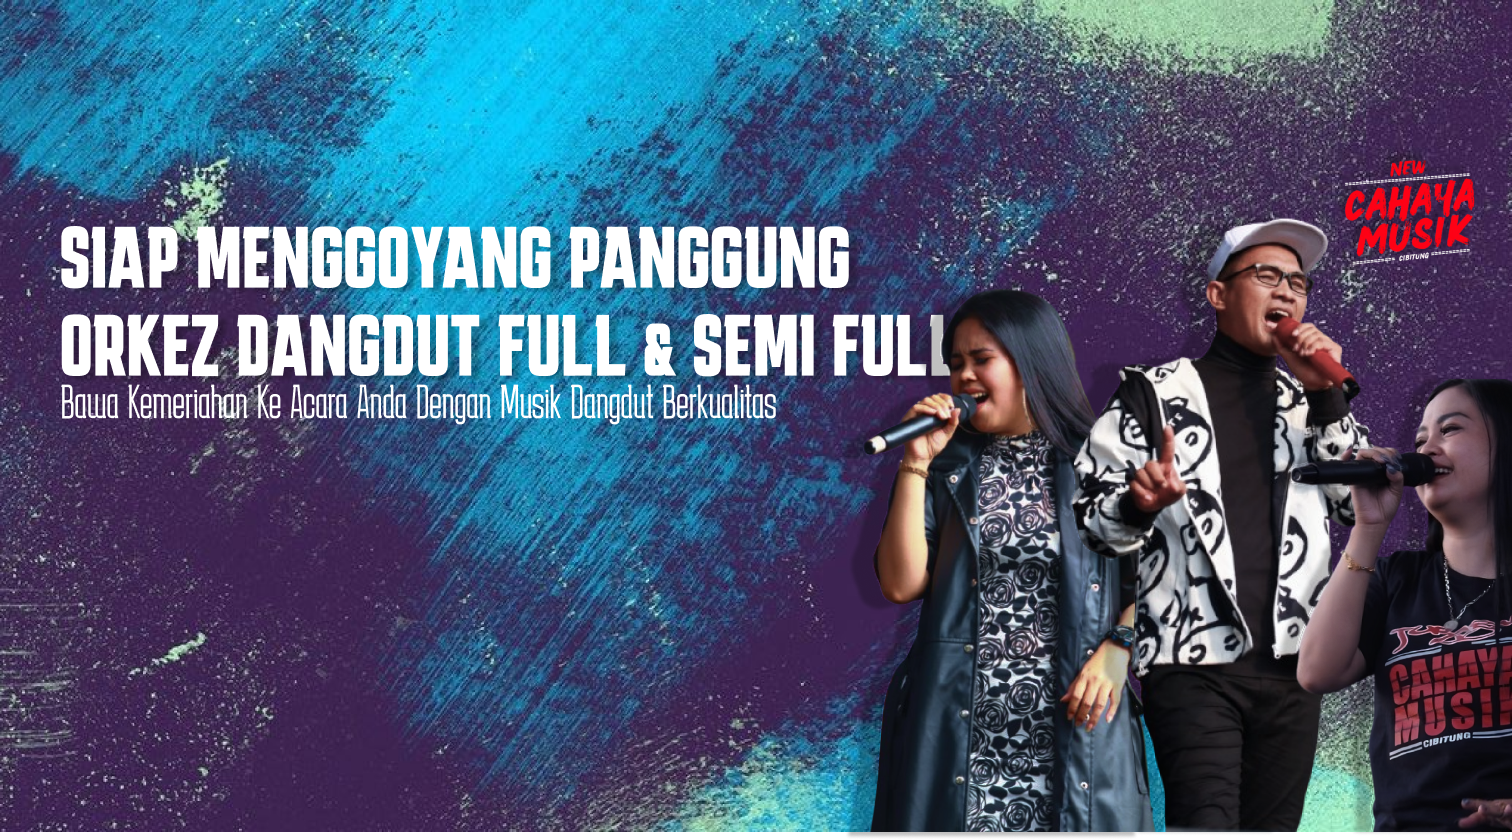 NEW
CAHAYA
MUSIK
CIBITUNG
SIAP MENGGOYANG PANGGUNG
ORKEZ DANGDUT FULL & SEMI FULL
Bawa Kemeriahan Ke Acara Anda Dengan Musik Dangdut Berkualitas
CAHAYA
MUSIK
CIBITUNG